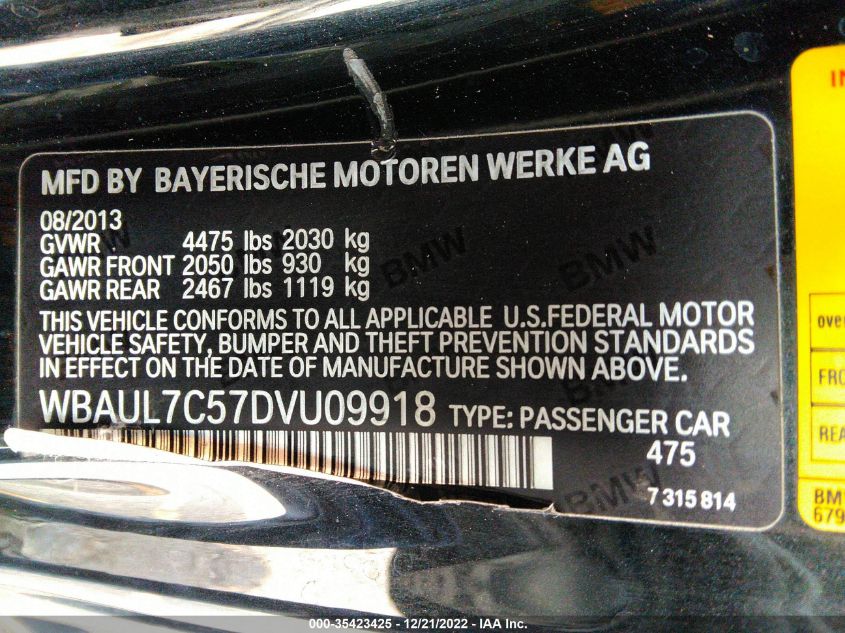 MFD BY BAYERISCHE MOTOREN WERKE AG
08/2013
GVWR 4475 lbs 2030 kg
GAWR FRONT 2050 lbs 930 kg
GAWR REAR 2467 lbs 1119 kg
THIS VEHICLE CONFORMS TO ALL APPLICABLE U.S.FEDERAL MOTOR
VEHICLE SAFETY, BUMPER AND THEFT PREVENTION STANDARDS
IN EFFECT ON THE DATE OF MANUFACTURE SHOWN ABOVE.
WBAUL7C57DVU09918 TYPE: PASSENGER CAR
475
7 315 814
BMW
BMW
BMW
000-35423425 - 12/21/2022 - IAA Inc.